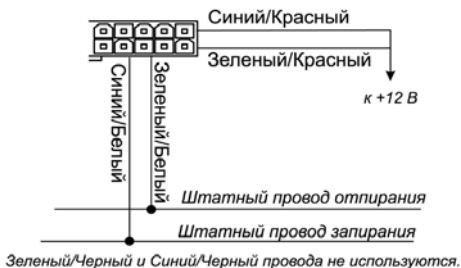 Синий/Красный
Зеленый/Красный
к +12 В
Синий/Белый
Зеленый/Белый
Штатный провод отпирания
Штатный провод запирания
Зеленый/Черный и Синий/Черный провода не используются.